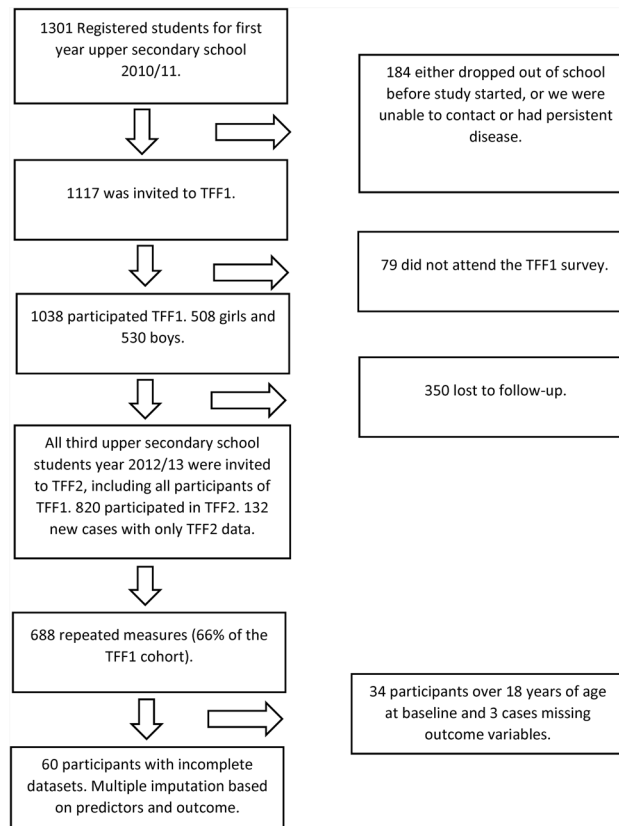 1301 Registered students for first
year upper secondary school
2010/11.
184 either dropped out of school
before study started, or we were
unable to contact or had persistent
disease.
1117 was invited to TFF1.
79 did not attend the TFF1 survey.
1038 participated TFF1. 508 girls and
530 boys.
350 lost to follow-up.
All third upper secondary school
students year 2012/13 were invited
to TFF2, including all participants of
TFF1. 820 participated in TFF2. 132
new cases with only TFF2 data.
688 repeated measures (66% of the
TFF1 cohort).
34 participants over 18 years of age
at baseline and 3 cases missing
outcome variables.
60 participants with incomplete
datasets. Multiple imputation based
on predictors and outcome.